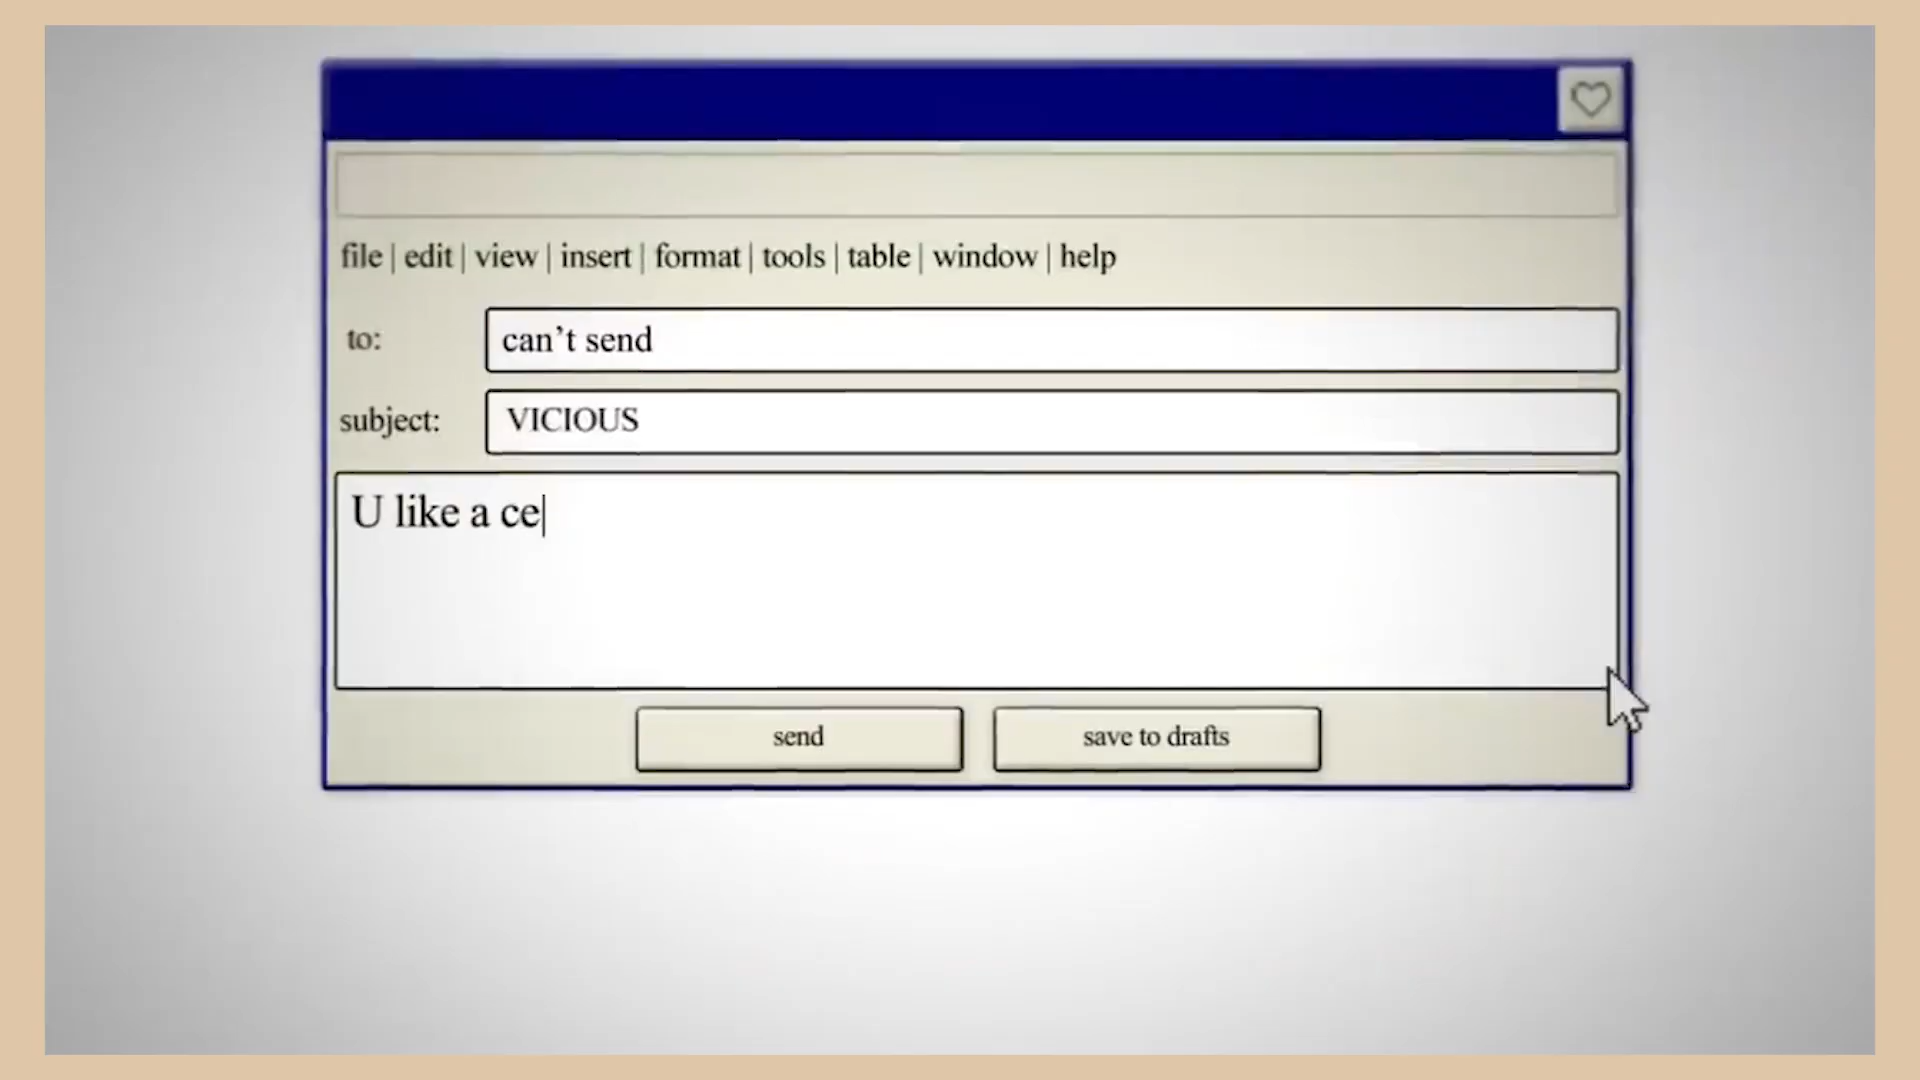 file | edit | view | insert | format | tools | table | window | help
to: can’t send
subject: VICIOUS
U like a ce
send save to drafts